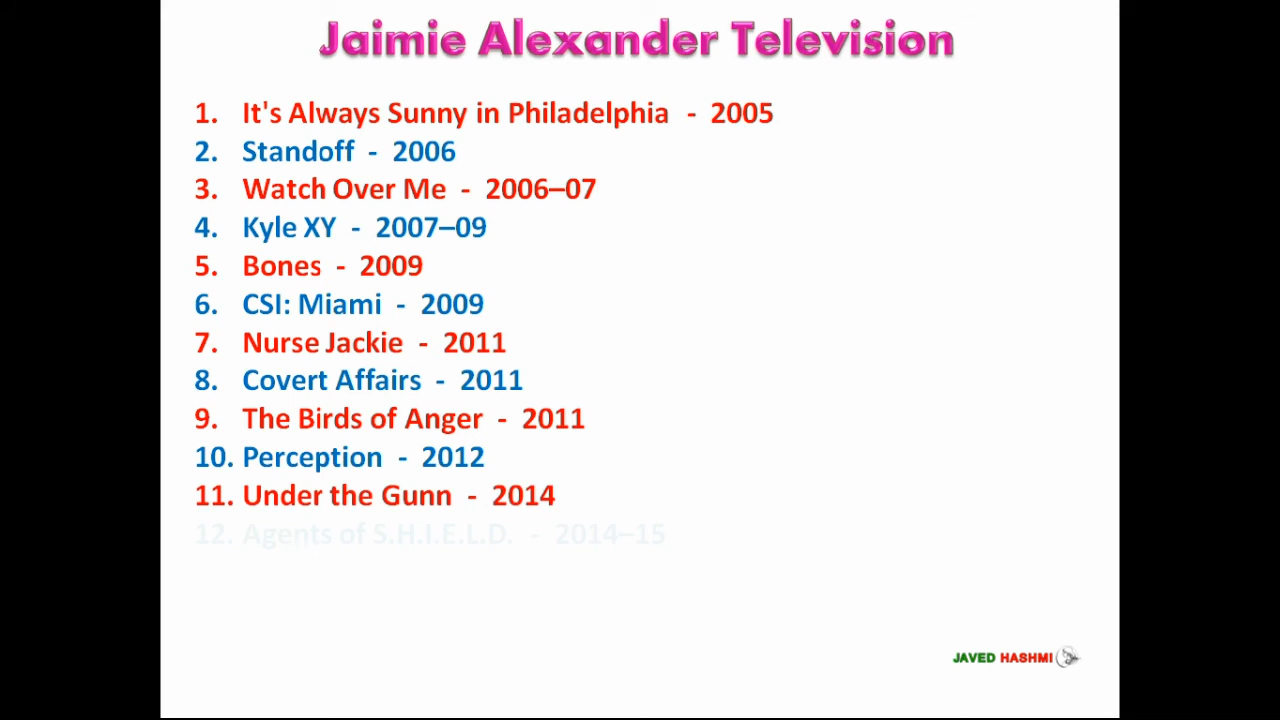 Jaimie Alexander Television
1. It's Always Sunny in Philadelphia - 2005
2. Standoff - 2006
3. Watch Over Me - 2006–07
4. Kyle XY - 2007–09
5. Bones - 2009
6. CSI: Miami - 2009
7. Nurse Jackie - 2011
8. Covert Affairs - 2011
9. The Birds of Anger - 2011
10. Perception - 2012
11. Under the Gunn - 2014
12. Agents of S.H.I.E.L.D. - 2014–15
JAVED HASHMI